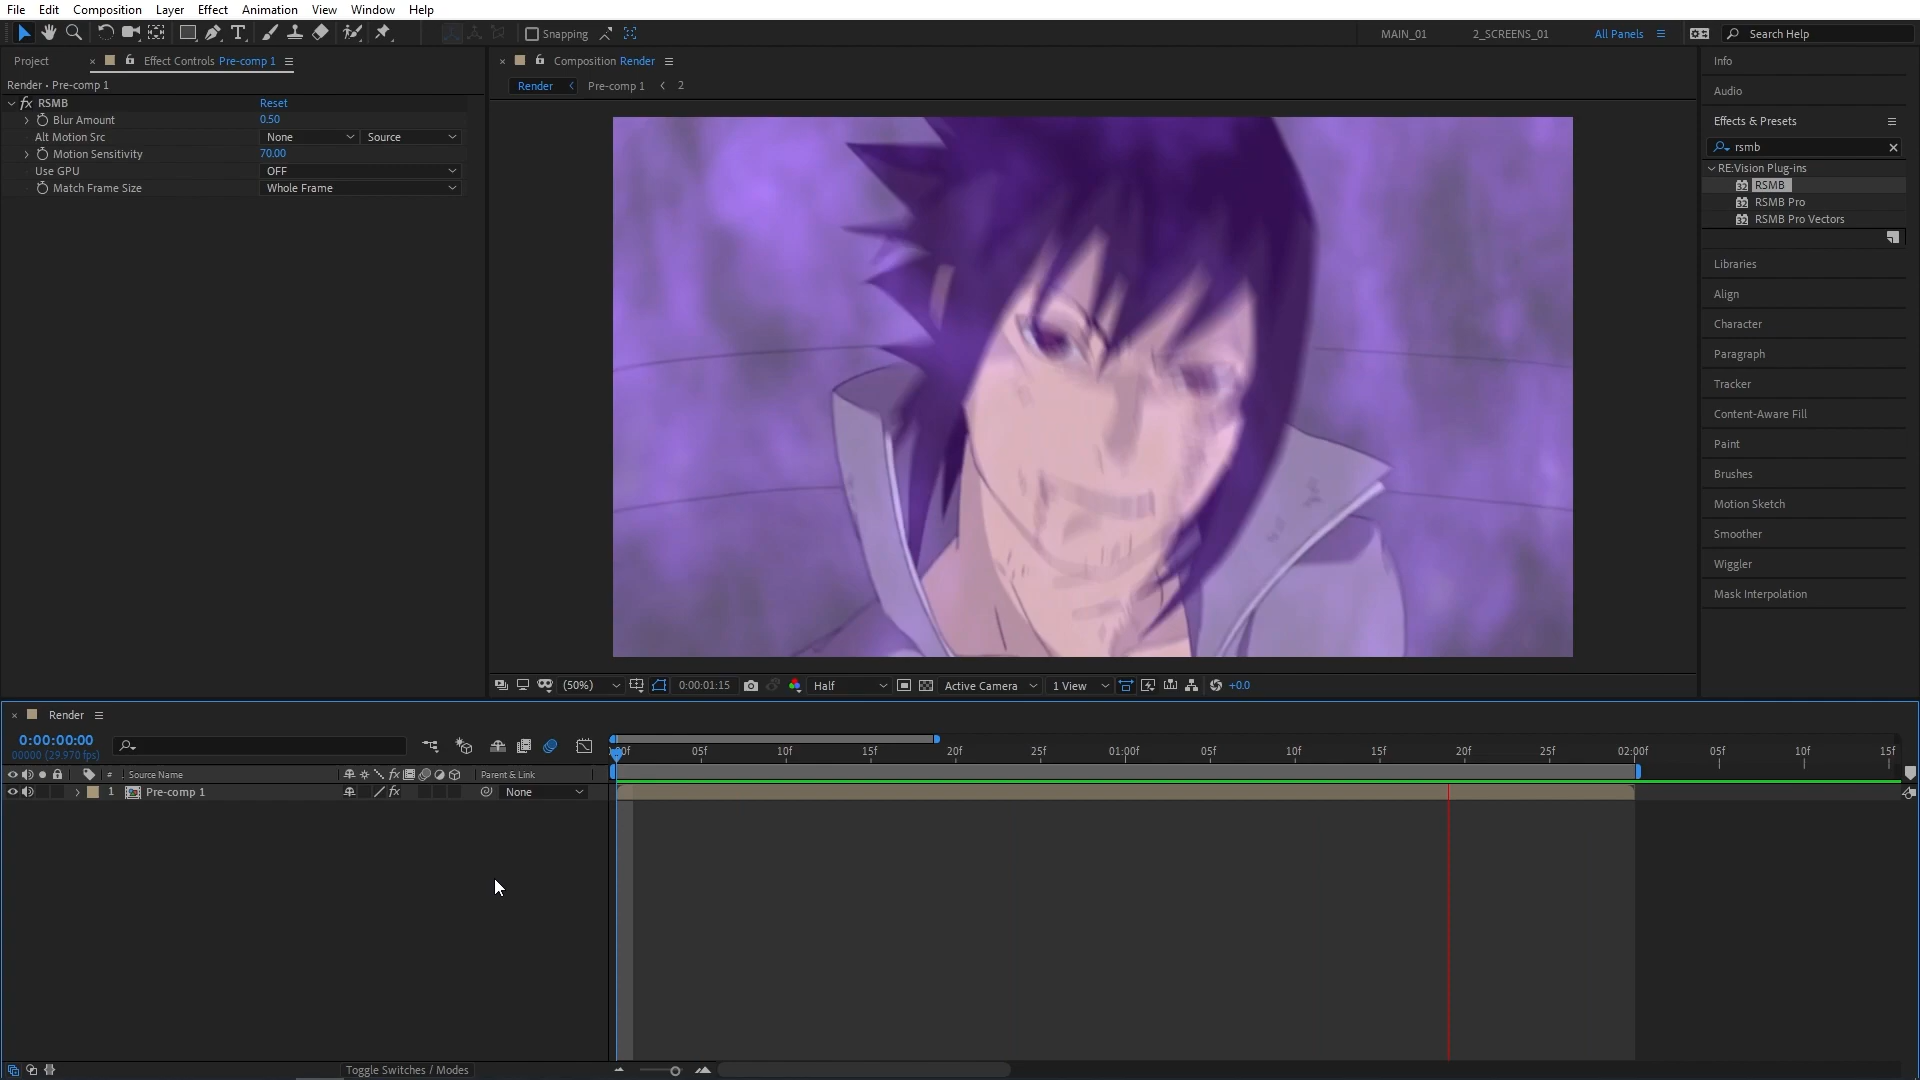 File Edit Composition Layer Effect Animation View Window Help
Snapping
MAIN_01 2_SCREENS_01 All Panels Search Help
Project Effect Controls Pre-comp 1
Composition Render
Render • Pre-comp 1
Render Pre-comp 1 2
fx RSMB Reset
Blur Amount 0.50
Alt Motion Src None Source
Motion Sensitivity 70.00
Use GPU OFF
Match Frame Size Whole Frame
Info
Audio
Effects & Presets
rsmb
RE:Vision Plug-ins
RSMB
RSMB Pro
RSMB Pro Vectors
Libraries
Align
Character
Paragraph
Tracker
Content-Aware Fill
Paint
Brushes
Motion Sketch
Smoother
Wiggler
Mask Interpolation
(50%) 0:00:01:15 Half Active Camera 1 View +0.0
Render
0:00:00:00
00000 (29.970 fps)
05f 10f 15f 20f 25f 01:00f 05f 10f 15f 20f 25f 02:00f 05f 10f 15f
# Source Name fx Parent & Link
1 Pre-comp 1 fx None
Toggle Switches / Modes